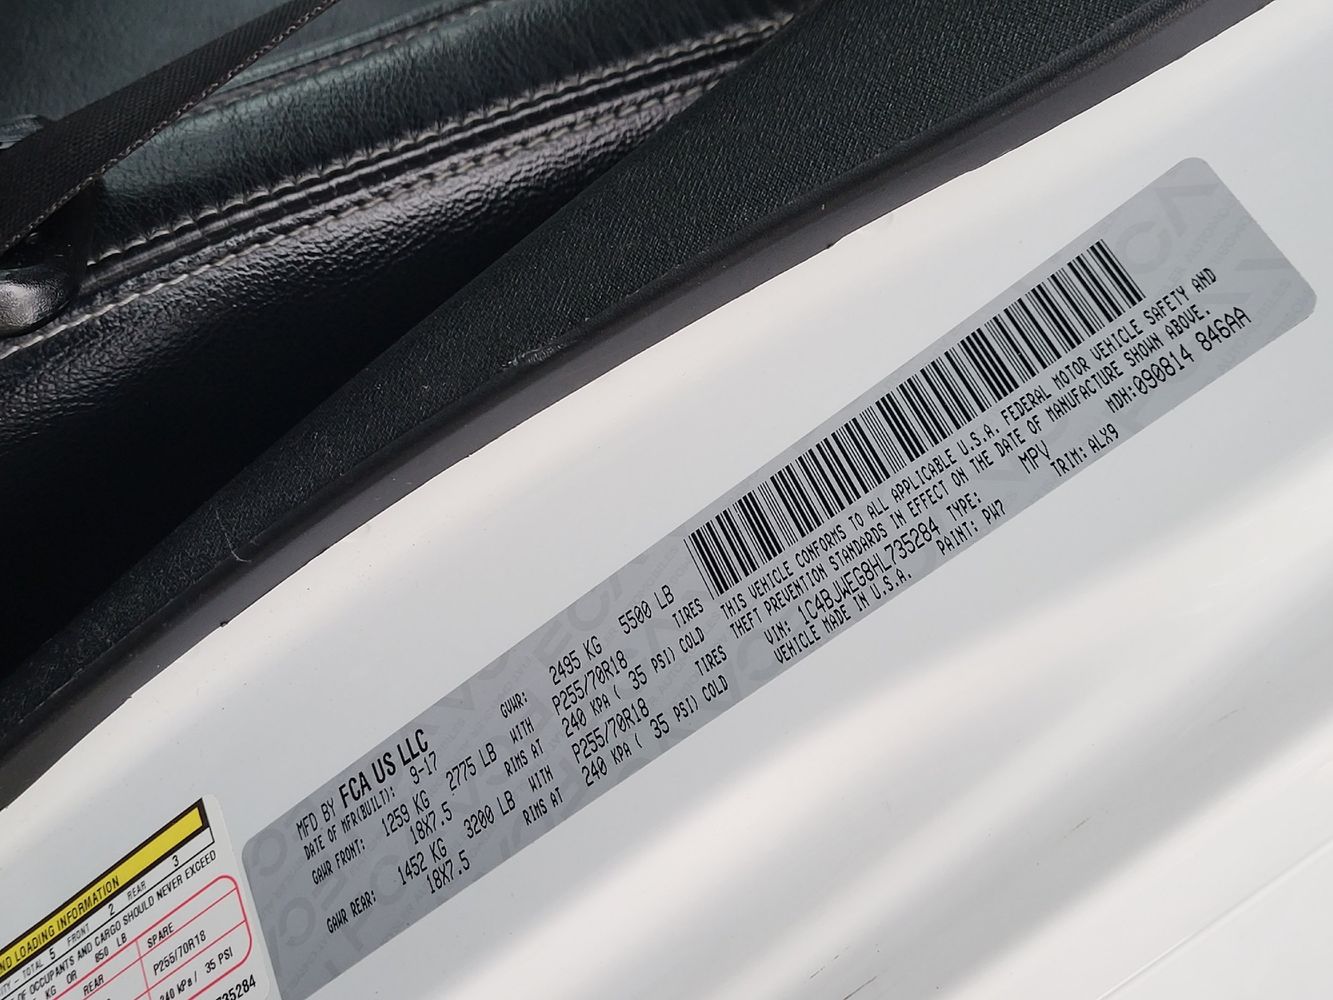 MFD BY FCA US LLC
DATE OF MFR(BUILT): 9-17 GVWR: 2495 KG 5500 LB
GAWR FRONT: 1259 KG 2775 LB WITH P255/70R18 TIRES
18X7.5 RIMS AT 240 KPA ( 35 PSI) COLD
GAWR REAR: 1452 KG 3200 LB WITH P255/70R18 TIRES
18X7.5 RIMS AT 240 KPA ( 35 PSI) COLD
THIS VEHICLE CONFORMS TO ALL APPLICABLE U.S.A. FEDERAL MOTOR VEHICLE SAFETY AND
THEFT PREVENTION STANDARDS IN EFFECT ON THE DATE OF MANUFACTURE SHOWN ABOVE.
VIN: 1C4BJWEG8HL735284 TYPE: MPV MDH:090814 846AA
VEHICLE MADE IN U.S.A. PAINT: PW7 TRIM: ALX9
ND LOADING INFORMATION
TY - TOTAL 5 FRONT 2 REAR 3
OF OCCUPANTS AND CARGO SHOULD NEVER EXCEED
KG OR 850 LB
REAR SPARE
P255/70R18
240 kPa / 35 PSI
735284